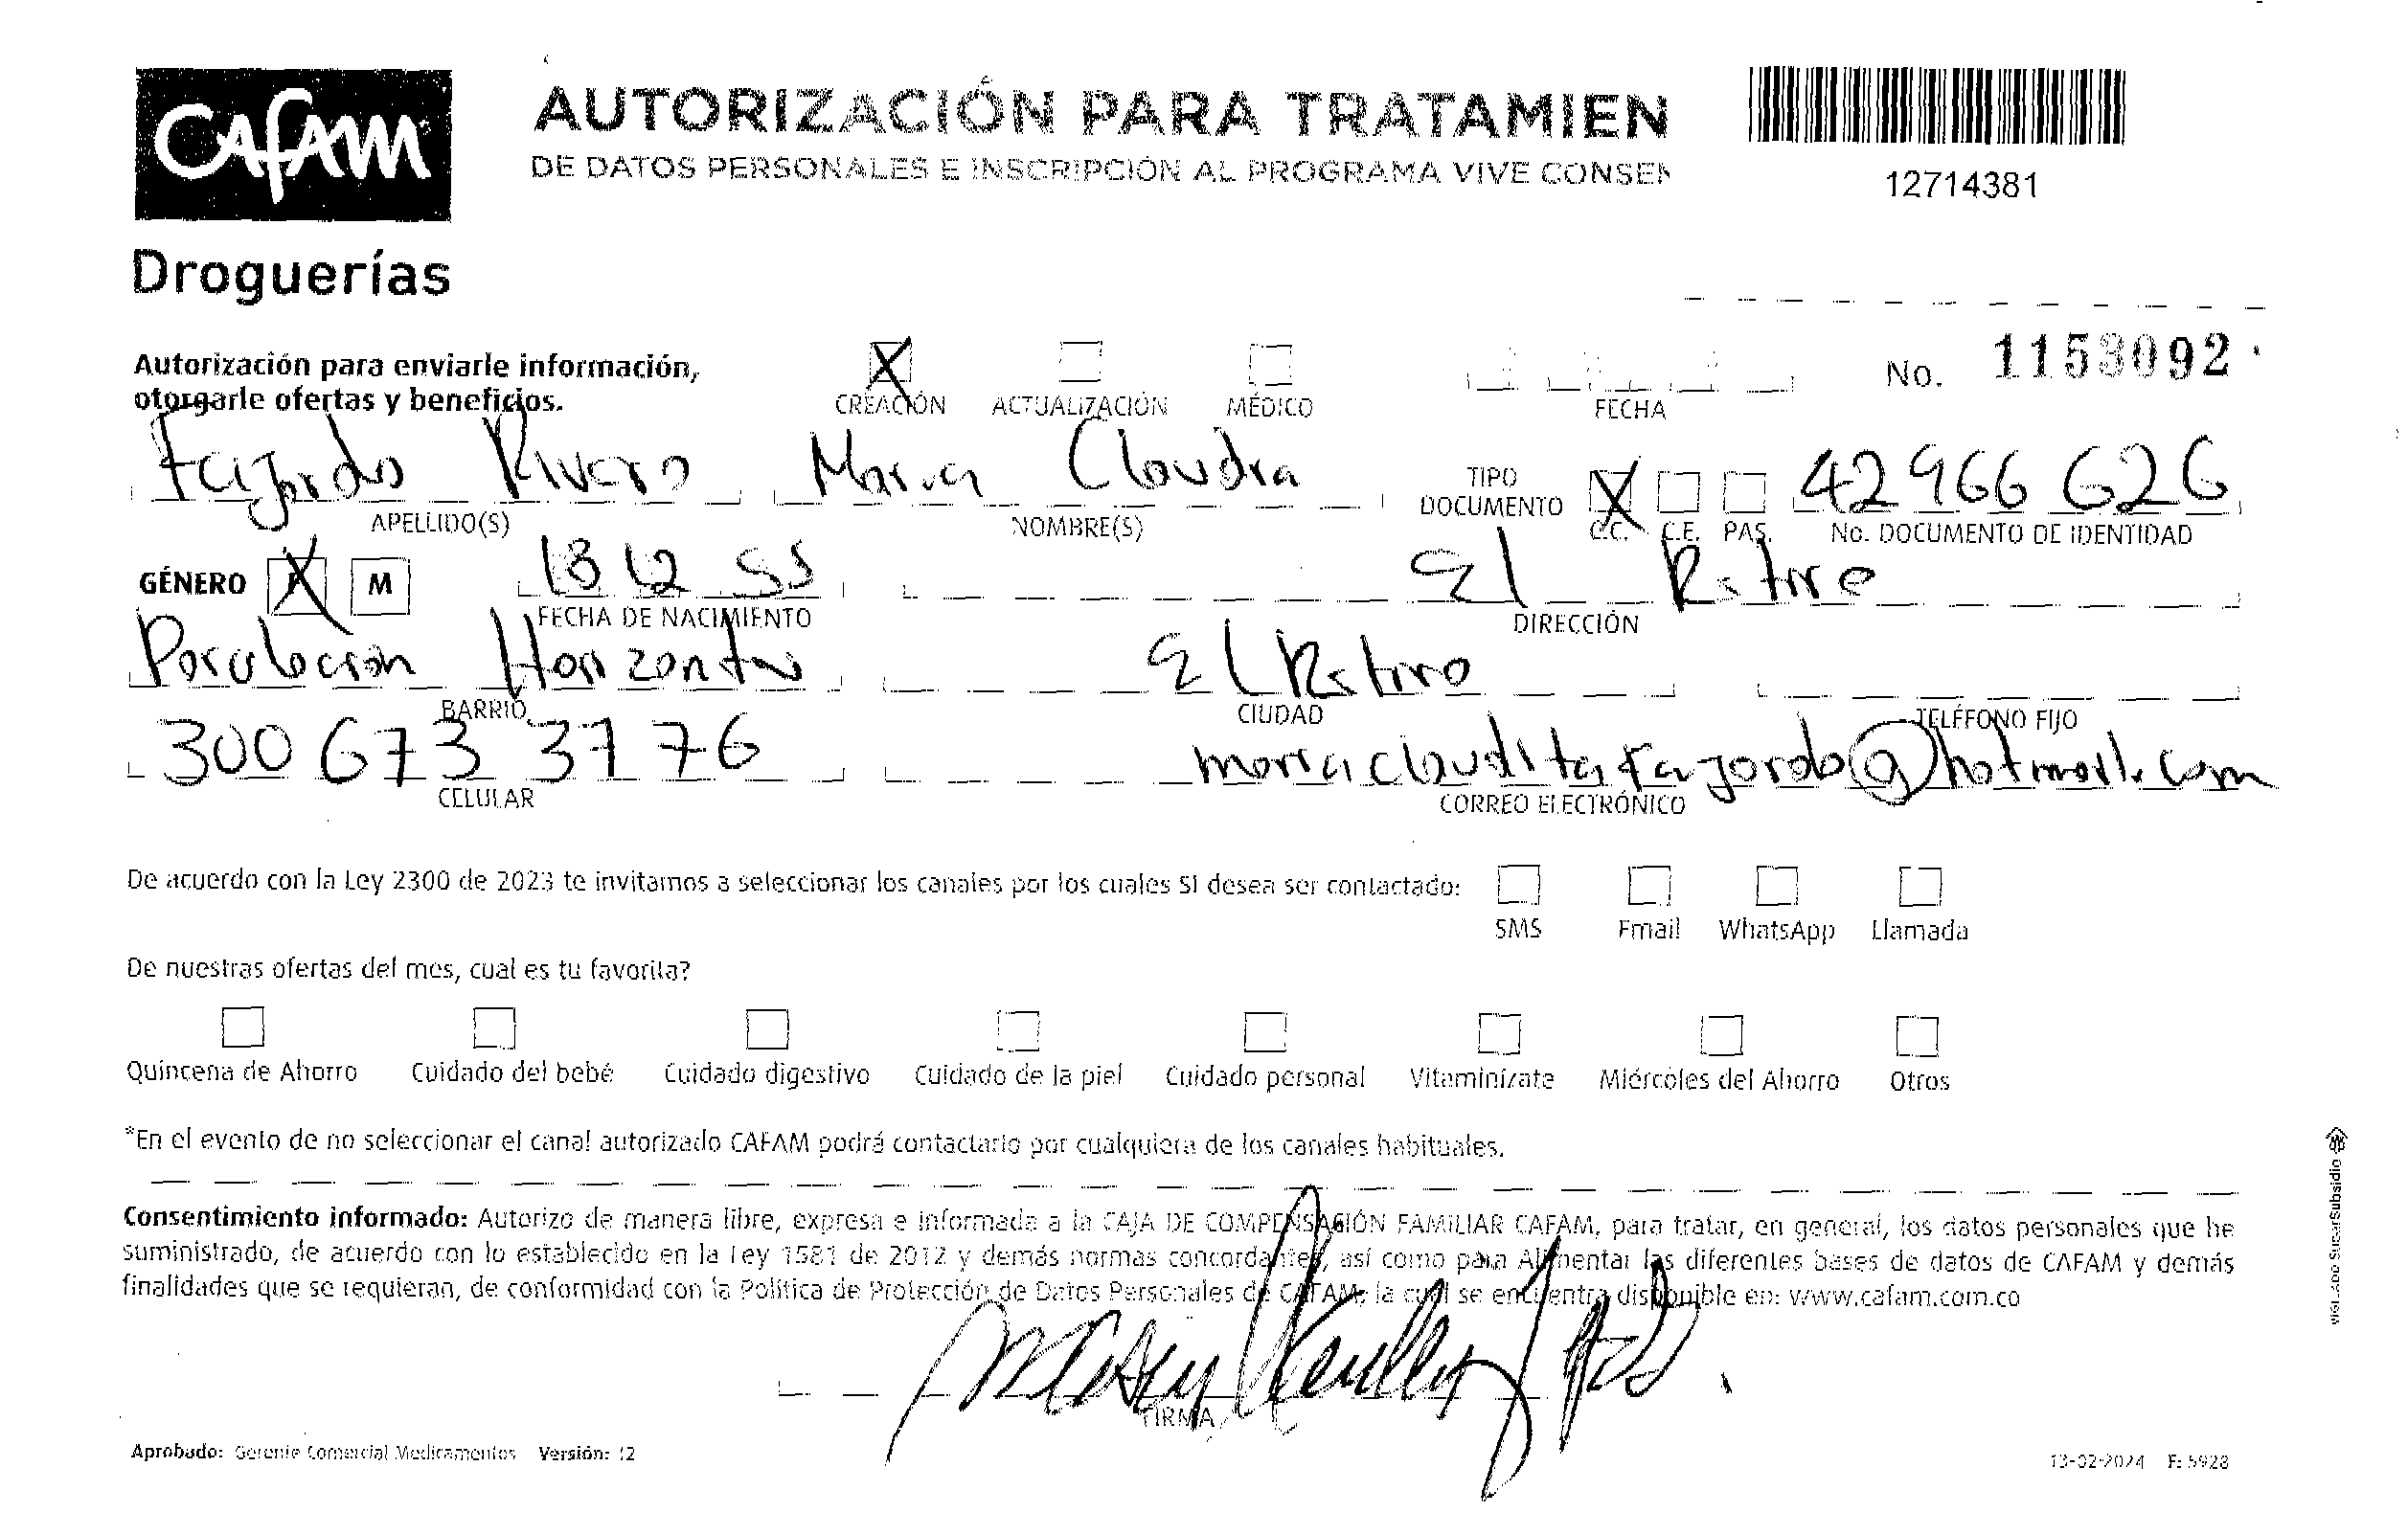 CAFAM
Droguerías
AUTORIZACIÓN PARA TRATAMIEN
DE DATOS PERSONALES E INSCRIPCIÓN AL PROGRAMA VIVE CONSEN
12714381
Autorización para enviarle información,
otorgarle ofertas y beneficios.
X CREACIÓN ACTUALIZACIÓN MÉDICO
FECHA
No. 1153092
Fajardo Rivero Maria Claudia
APELLIDO(S) NOMBRE(S)
TIPO DOCUMENTO X C.C. C.E. PAS. 42966626
No. DOCUMENTO DE IDENTIDAD
GÉNERO X M
18 12 55
FECHA DE NACIMIENTO
El Retiro
DIRECCIÓN
Parcelación Horizontes
BARRIO
El Retiro
CIUDAD
TELÉFONO FIJO
300 673 3776
CELULAR
mariaclauditafajardo@hotmail.com
CORREO ELECTRÓNICO
De acuerdo con la Ley 2300 de 2023 te invitamos a seleccionar los canales por los cuales SI desea ser contactado:
SMS Email WhatsApp Llamada
De nuestras ofertas del mes, cual es tu favorita?
Quincena de Ahorro Cuidado del bebé Cuidado digestivo Cuidado de la piel Cuidado personal Vitaminízate Miércoles del Ahorro Otros
*En el evento de no seleccionar el canal autorizado CAFAM podrá contactarlo por cualquiera de los canales habituales.
Consentimiento informado: Autorizo de manera libre, expresa e informada a la CAJA DE COMPENSACIÓN FAMILIAR CAFAM, para tratar, en general, los datos personales que he
suministrado, de acuerdo con lo establecido en la Ley 1581 de 2012 y demás normas concordantes, así como para Alimentar las diferentes bases de datos de CAFAM y demás
finalidades que se requieran, de conformidad con la Política de Protección de Datos Personales de CAFAM, la cual se encuentra disponible en: www.cafam.com.co
FIRMA
Aprobado: Gerente Comercial Medicamentos Versión: 12
13-02-2024 F: 5928
VIGILADO SuperSubsidio